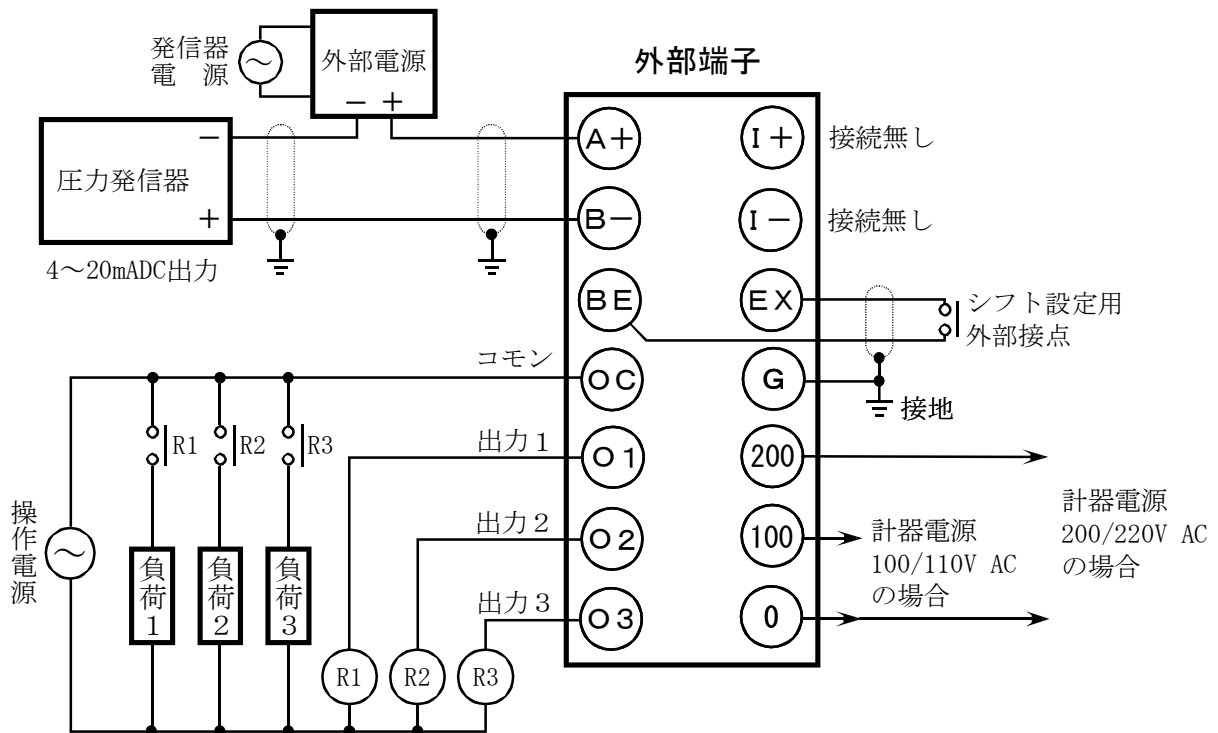 発信器
電　源
外部電源
－ ＋
外部端子
圧力発信器
－
＋
4～20mADC出力
A＋
I＋
接続無し
B－
I－
接続無し
BE
EX
シフト設定用
外部接点
コモン
OC
G
接地
R1
R2
R3
出力１
O1
200
計器電源
200/220V AC
の場合
操作電源
出力２
O2
100
計器電源
100/110V AC
の場合
負荷１
負荷２
負荷３
出力３
O3
0
R1
R2
R3